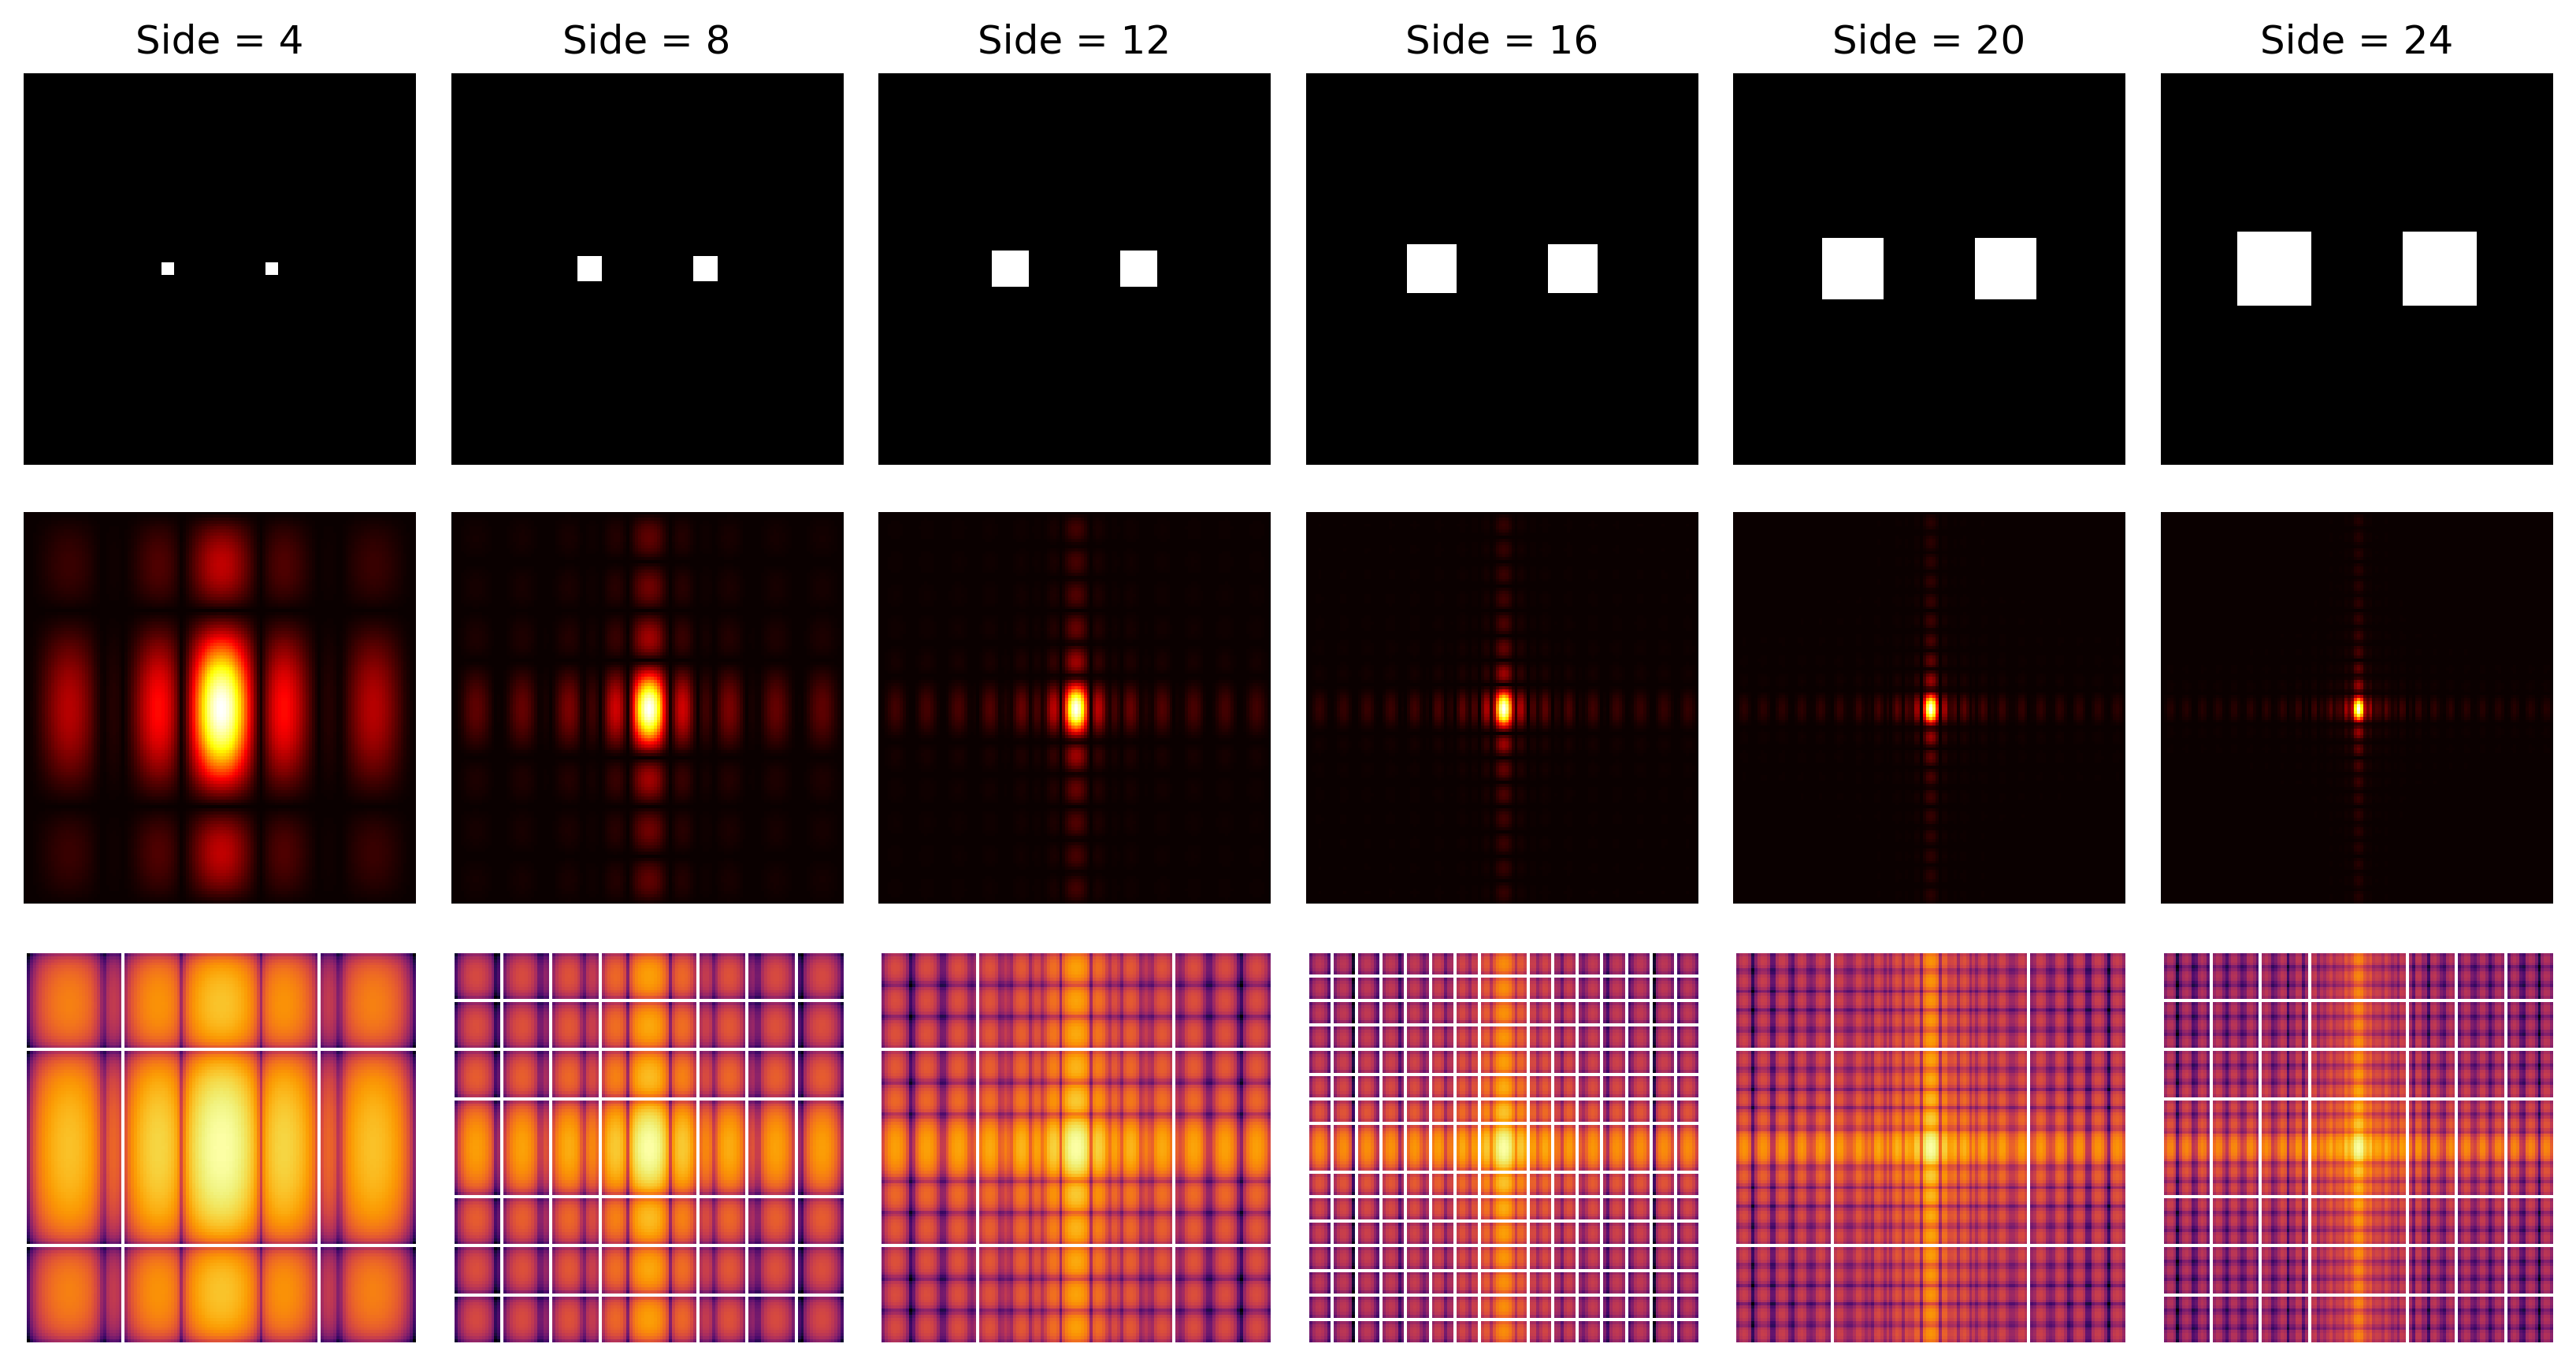 Side = 4
Side = 8
Side = 12
Side = 16
Side = 20
Side = 24